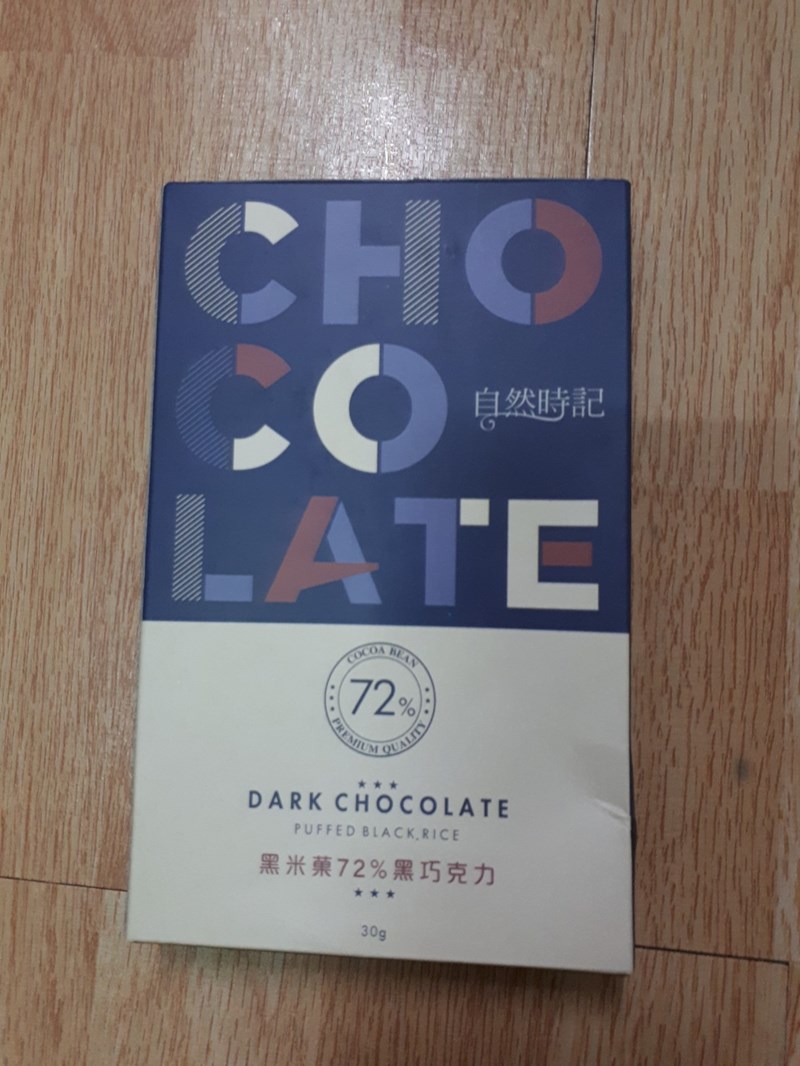 CHO
CO
自然時記
LATE
COCOA BEAN
72%
PREMIUM QUALITY
DARK CHOCOLATE
PUFFED BLACK RICE
黑米菓72%黑巧克力
30g